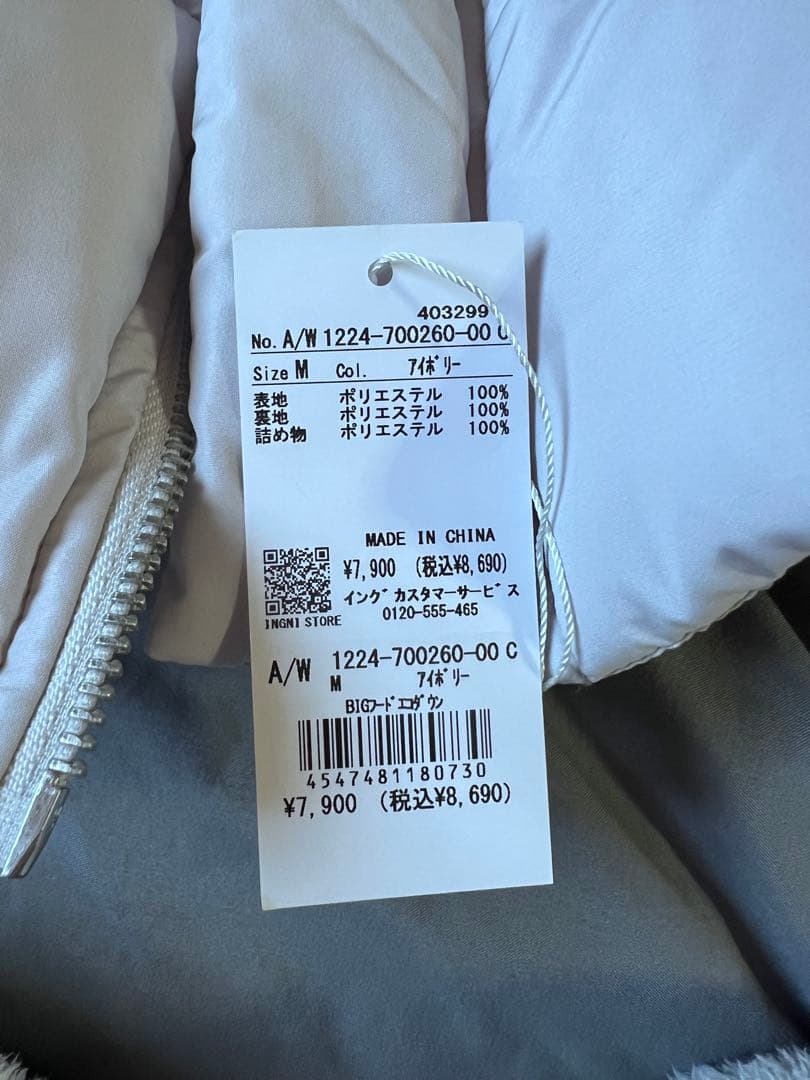 403299
No. A/W 1224-700260-00 C
Size M Col. ｱｲﾎﾞﾘｰ
表地 ポリエステル 100%
裏地 ポリエステル 100%
詰め物 ポリエステル 100%
MADE IN CHINA
¥7,900 (税込¥8,690)
イングカスタマーサービス
0120-555-465
INGNI STORE
A/W 1224-700260-00 C
M ｱｲﾎﾞﾘｰ
BIGﾌｰﾄﾞｴｺﾀﾞｳﾝ
4547481180730
¥7,900 (税込¥8,690)